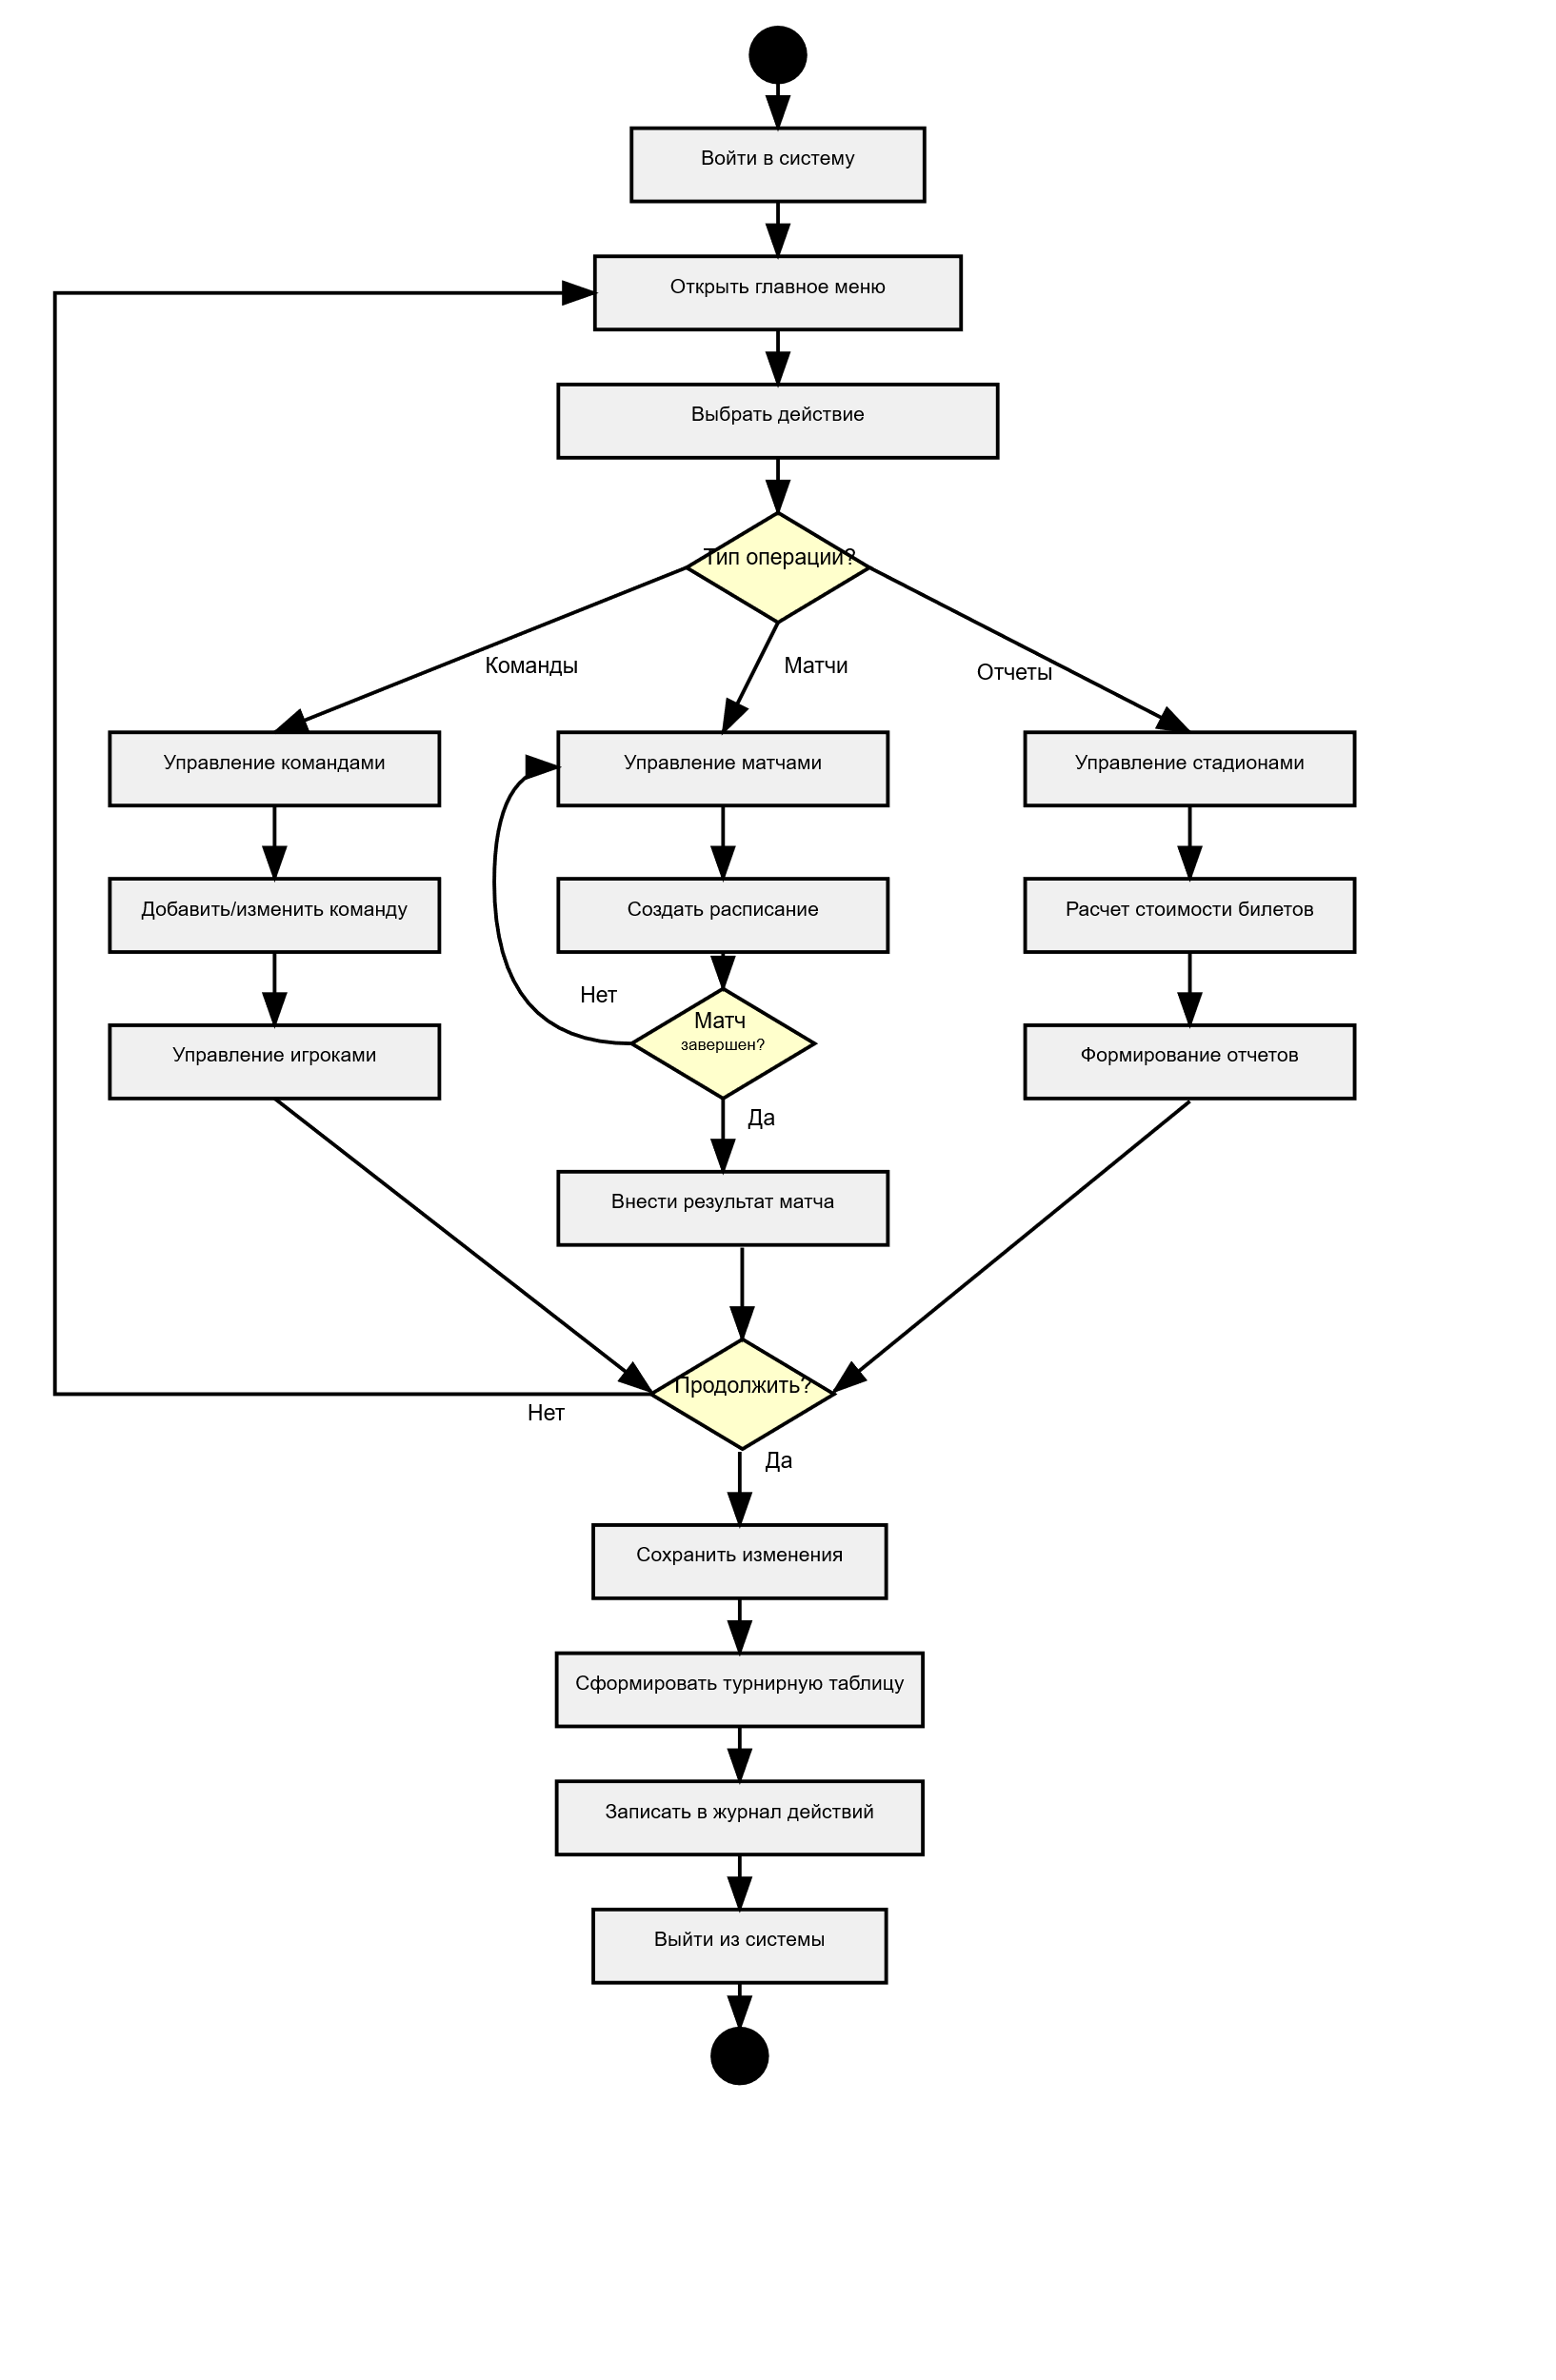 Войти в систему
Открыть главное меню
Выбрать действие
Тип операции?
Команды
Матчи
Отчеты
Управление командами
Управление матчами
Управление стадионами
Добавить/изменить команду
Создать расписание
Расчет стоимости билетов
Нет
Матч
завершен?
Управление игроками
Формирование отчетов
Да
Внести результат матча
Продолжить?
Нет
Да
Сохранить изменения
Сформировать турнирную таблицу
Записать в журнал действий
Выйти из системы